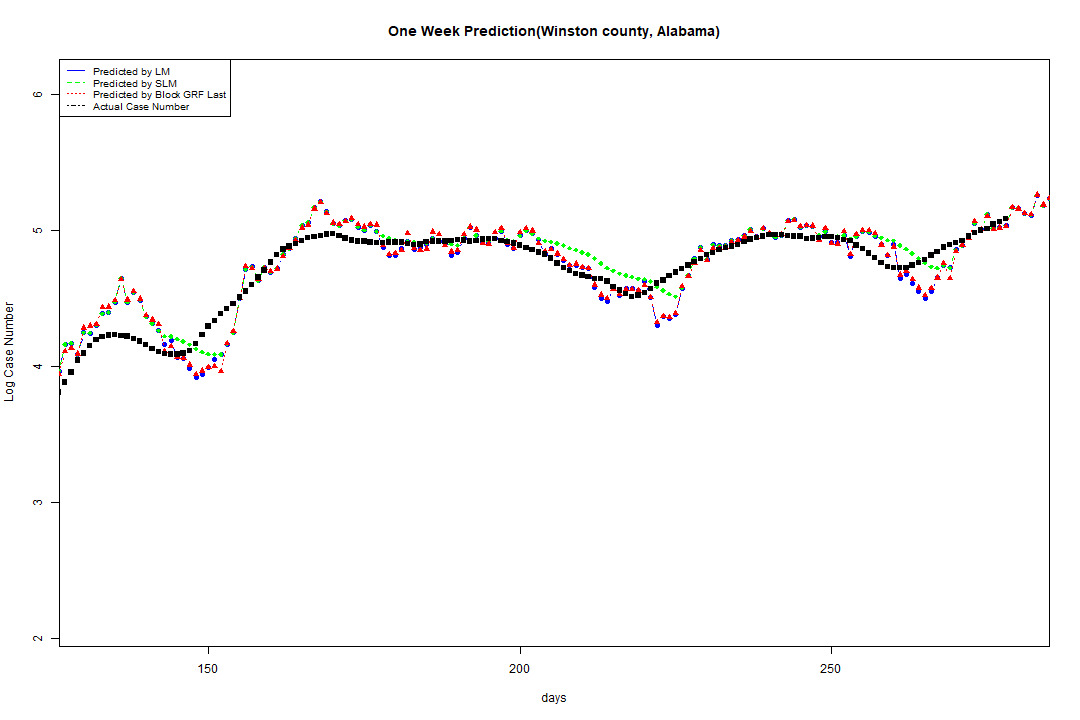 One Week Prediction(Winston county, Alabama)
Predicted by LM
Predicted by SLM
Predicted by Block GRF Last
Actual Case Number
6
5
4
3
2
Log Case Number
150
200
250
days